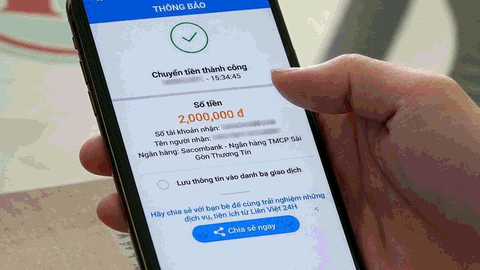 THÔNG BÁO
Chuyển tiền thành công
- 15:34:45
Số tiền
2,000,000 đ
Số tài khoản nhận:
Tên người nhận:
Ngân hàng: Sacombank - Ngân hàng TMCP Sài
Gòn Thương Tín
Lưu thông tin vào danh bạ giao dịch
Hãy chia sẻ với bạn bè để cùng trải nghiệm những
dịch vụ, tiện ích từ Liên Việt 24H
Chia sẻ ngay